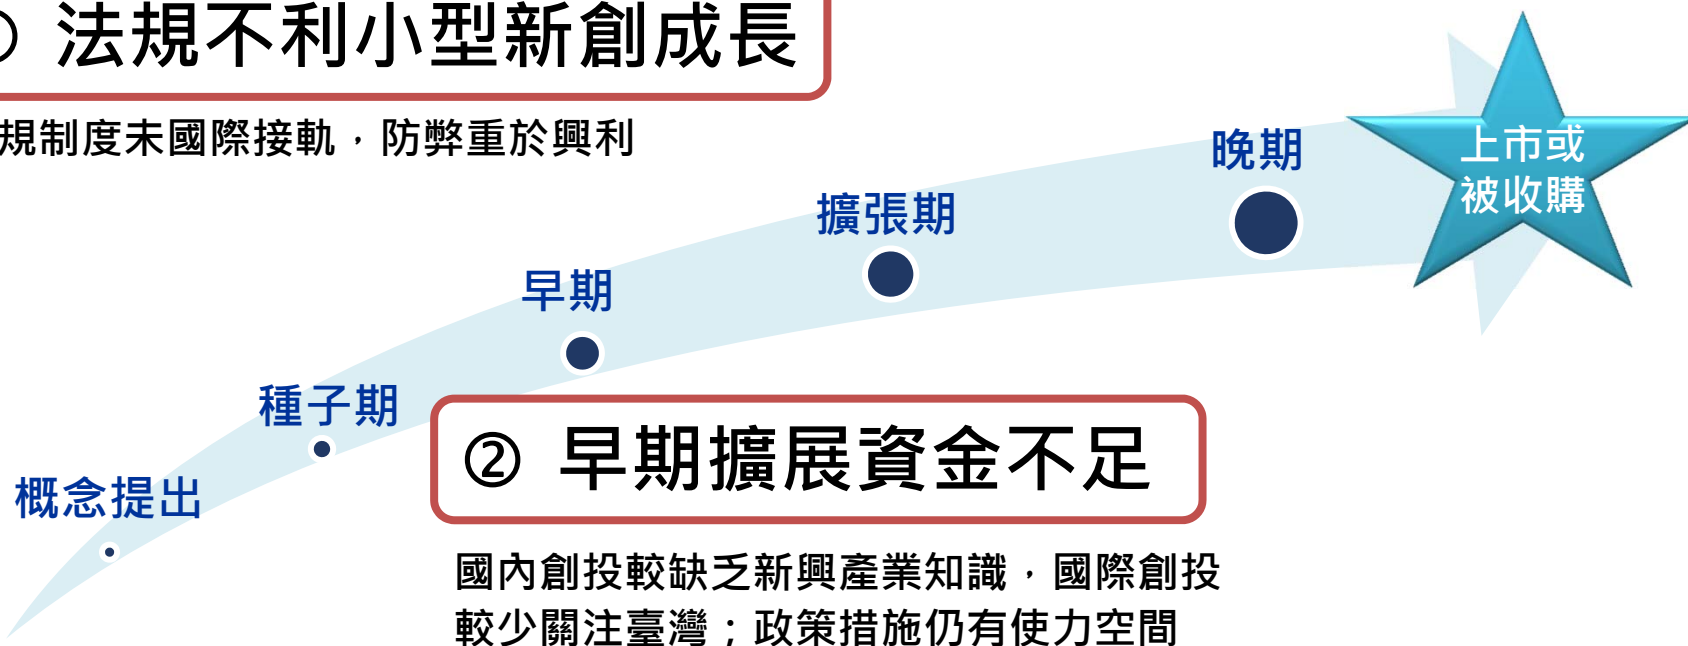 法規不利小型新創成長
規制度未國際接軌，防弊重於興利
晚期
上市或
被收購
擴張期
早期
種子期
概念提出
② 早期擴展資金不足
國內創投較缺乏新興產業知識，國際創投
較少關注臺灣；政策措施仍有使力空間